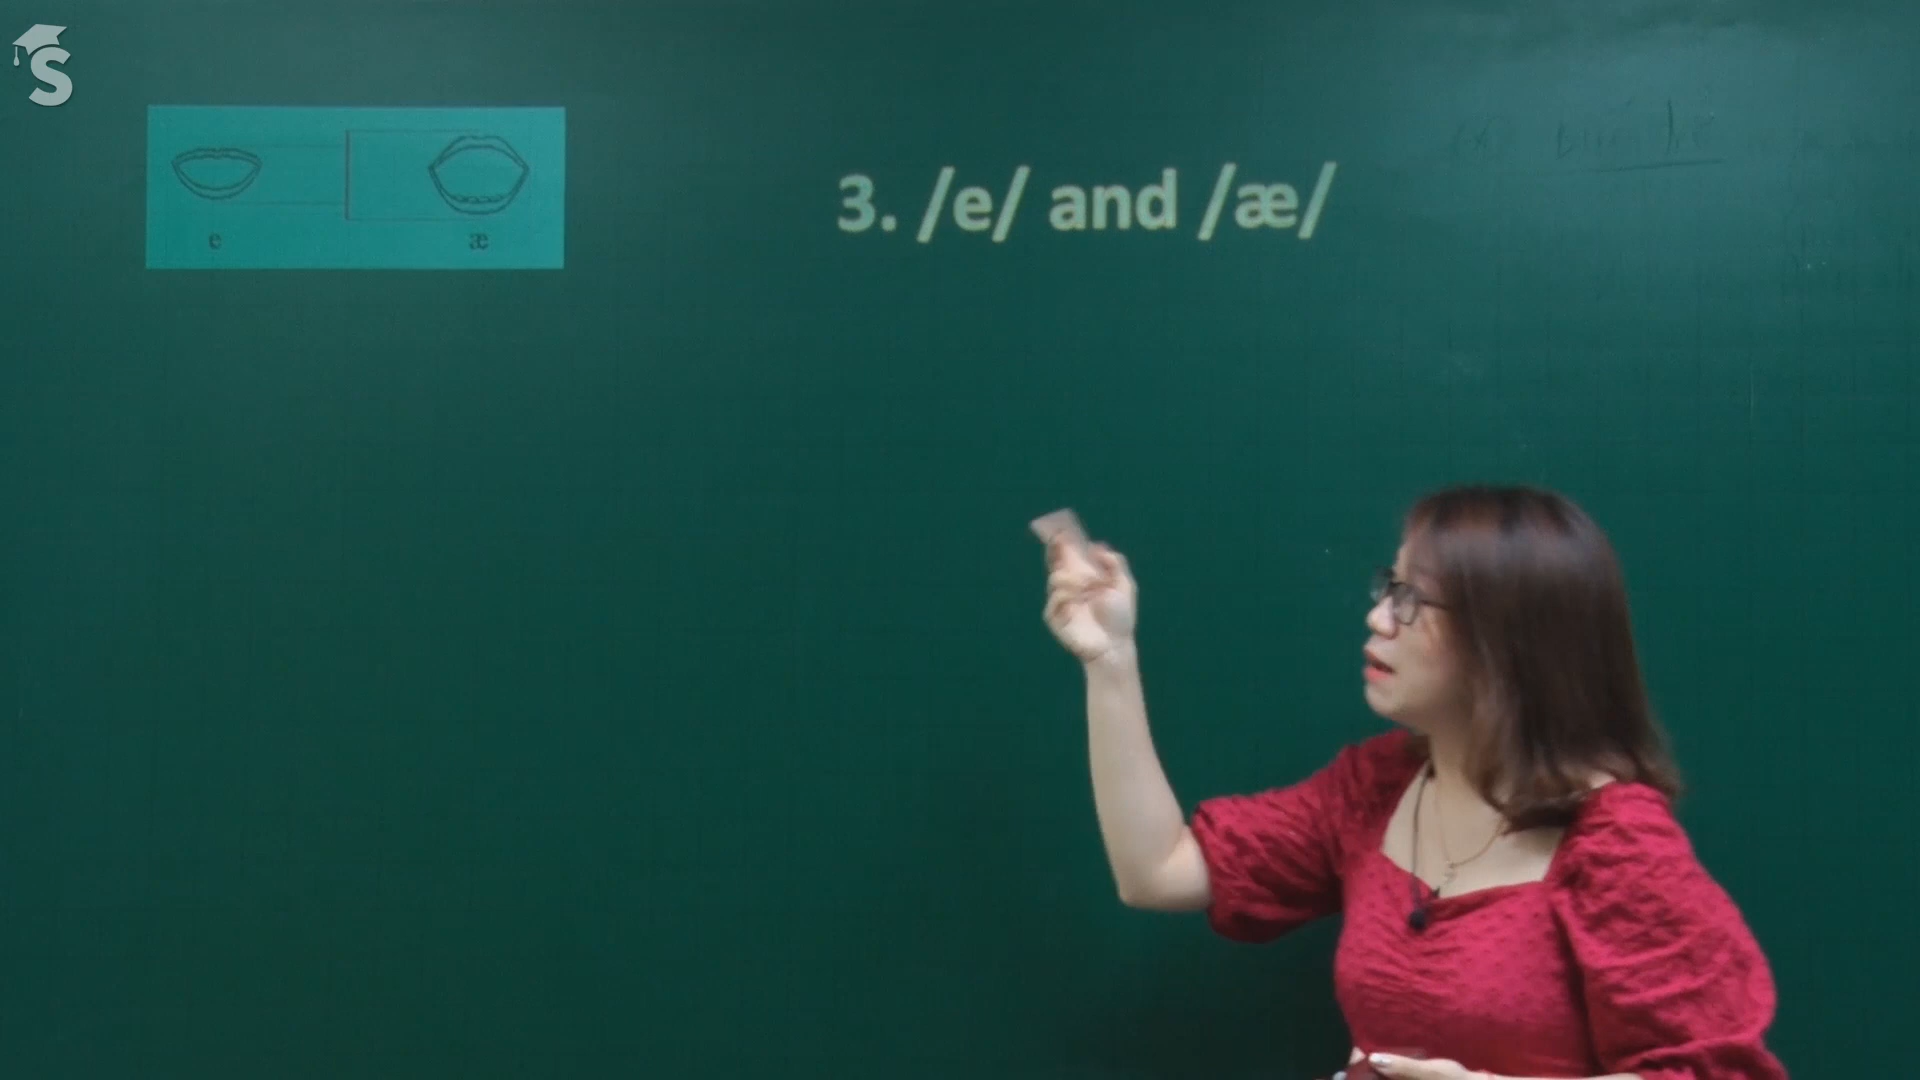 S
3. /e/ and /æ/
e æ